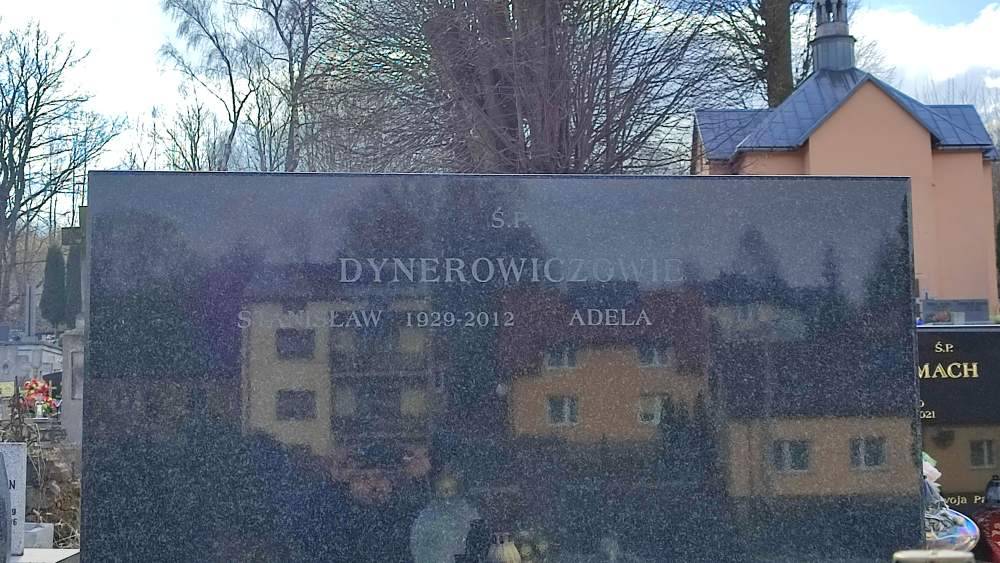 Ś.P.
DYNEROWICZOWIE
STANISŁAW 1929-2012 ADELA
Ś.P.
MACH